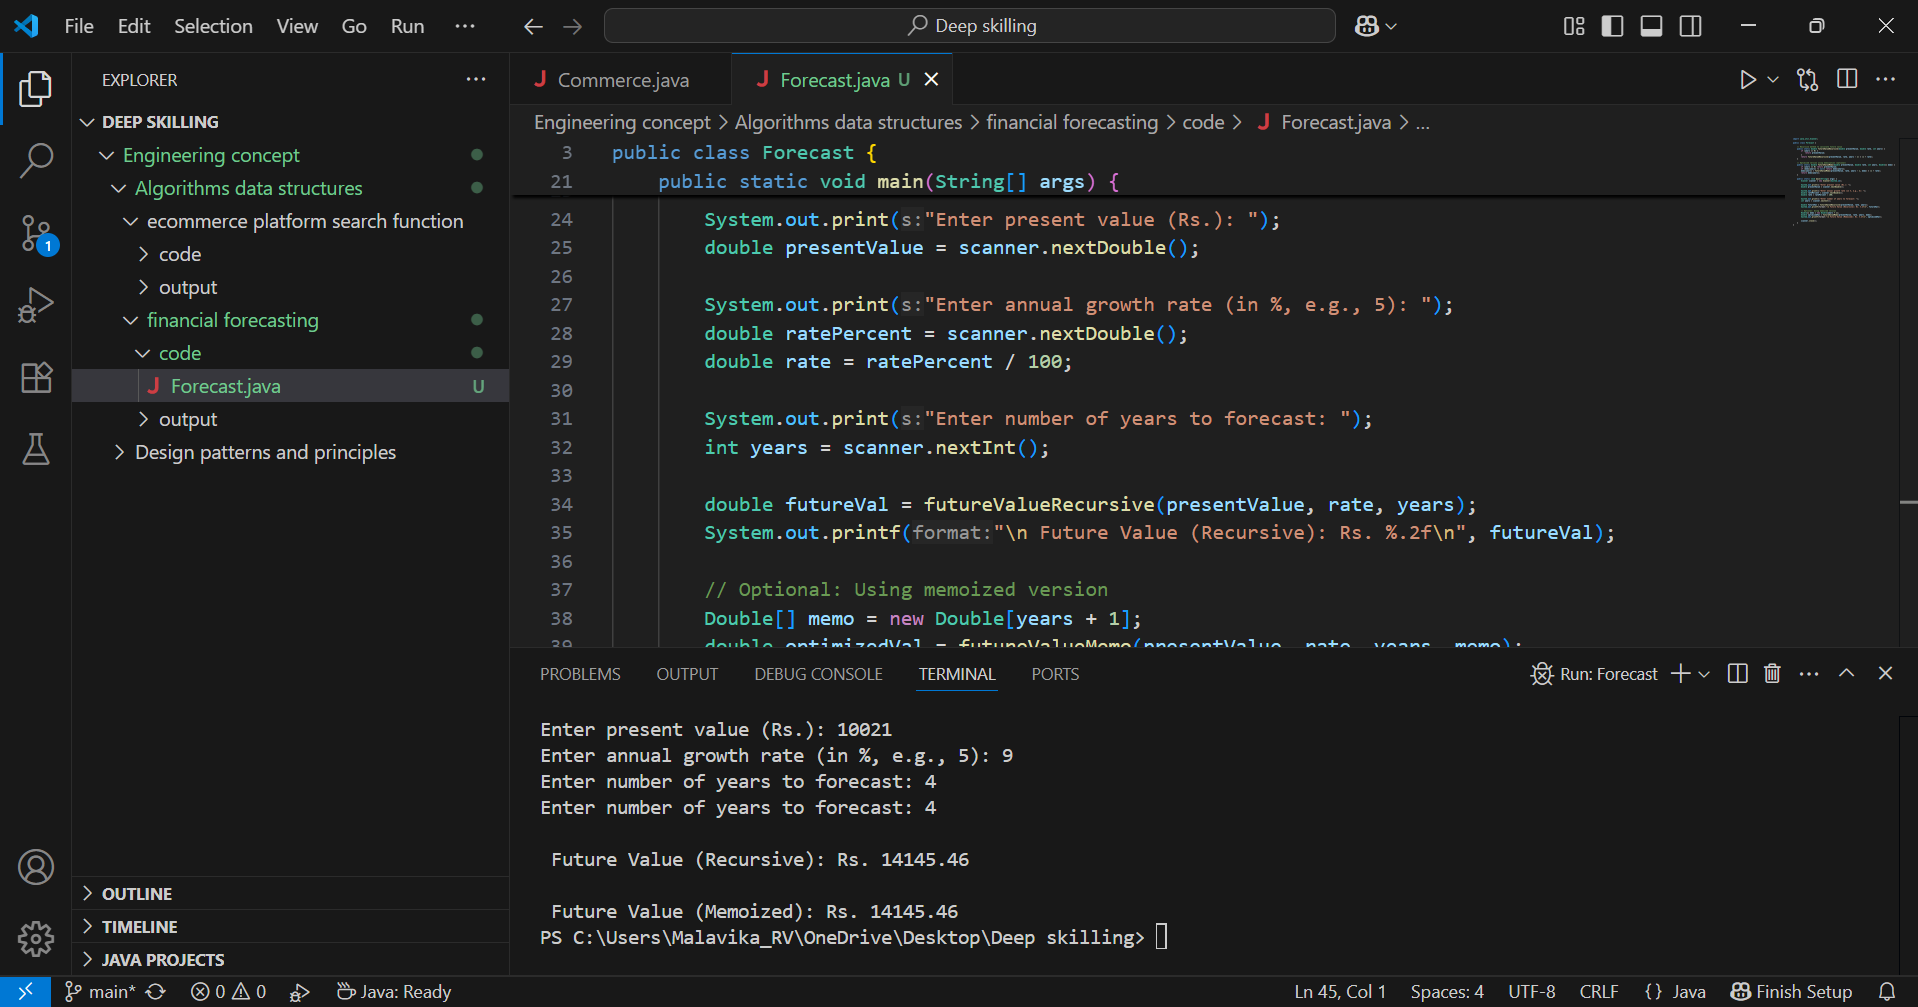 File Edit Selection View Go Run ··· Deep skilling
EXPLORER
DEEP SKILLING
Engineering concept
Algorithms data structures
ecommerce platform search function
code
output
financial forecasting
code
J Forecast.java U
output
Design patterns and principles
OUTLINE
TIMELINE
JAVA PROJECTS
1
J Commerce.java J Forecast.java U
Engineering concept > Algorithms data structures > financial forecasting > code > J Forecast.java > ...
3 public class Forecast {
21 public static void main(String[] args) {
24 System.out.print(s:"Enter present value (Rs.): ");
25 double presentValue = scanner.nextDouble();
26
27 System.out.print(s:"Enter annual growth rate (in %, e.g., 5): ");
28 double ratePercent = scanner.nextDouble();
29 double rate = ratePercent / 100;
30
31 System.out.print(s:"Enter number of years to forecast: ");
32 int years = scanner.nextInt();
33
34 double futureVal = futureValueRecursive(presentValue, rate, years);
35 System.out.printf(format:"\n Future Value (Recursive): Rs. %.2f\n", futureVal);
36
37 // Optional: Using memoized version
38 Double[] memo = new Double[years + 1];
39 double optimizedVal = futureValueMemo(presentValue, rate, years, memo);
PROBLEMS OUTPUT DEBUG CONSOLE TERMINAL PORTS Run: Forecast
Enter present value (Rs.): 10021
Enter annual growth rate (in %, e.g., 5): 9
Enter number of years to forecast: 4
Enter number of years to forecast: 4
Future Value (Recursive): Rs. 14145.46
Future Value (Memoized): Rs. 14145.46
PS C:\Users\Malavika_RV\OneDrive\Desktop\Deep skilling>
main* 0 0 Java: Ready Ln 45, Col 1 Spaces: 4 UTF-8 CRLF {} Java Finish Setup